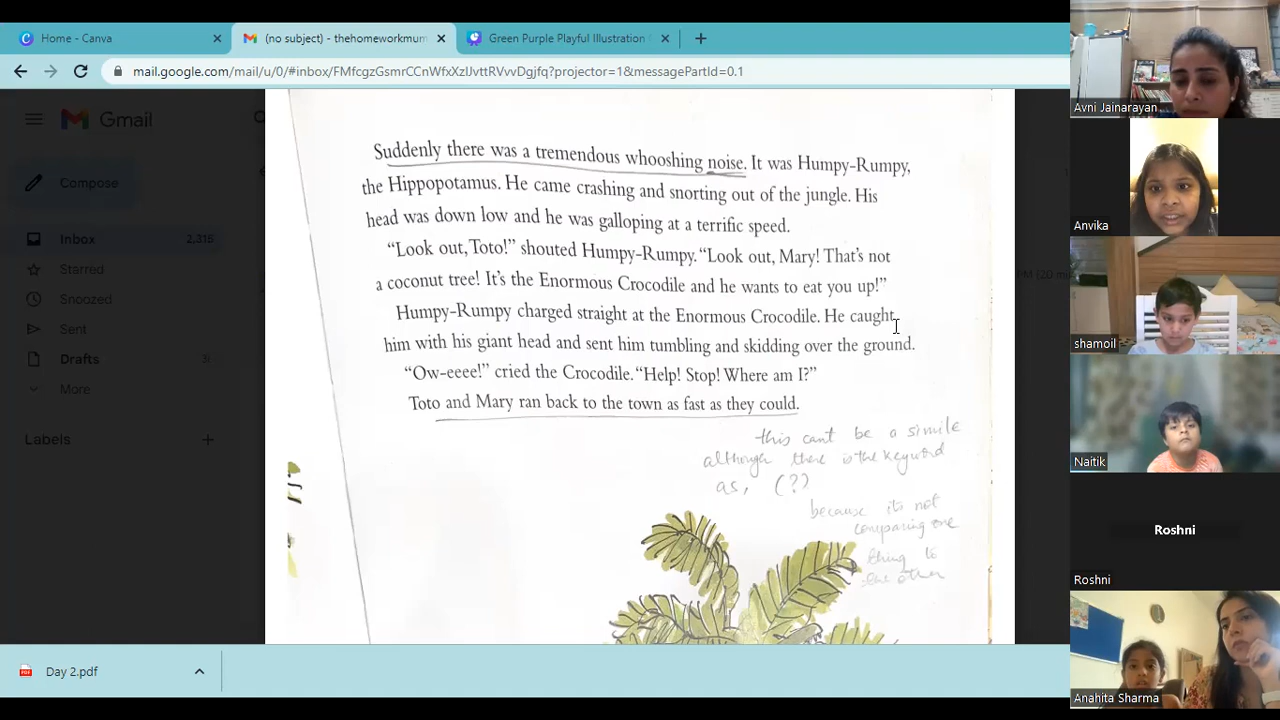 Home - Canva
(no subject) - thehomeworkmum
Green Purple Playful Illustration
mail.google.com/mail/u/0/#inbox/
Gmail
Compose
Inbox 2,315
Starred
Snoozed
Sent
Drafts 3
More
Labels
Suddenly there was a tremendous whooshing noise. It was Humpy-Rumpy,
the Hippopotamus. He came crashing and snorting out of the jungle. His
head was down low and he was galloping at a terrific speed.
“Look out, Toto!” shouted Humpy-Rumpy. “Look out, Mary! That’s not
a coconut tree! It’s the Enormous Crocodile and he wants to eat you up!”
Humpy-Rumpy charged straight at the Enormous Crocodile. He caught
him with his giant head and sent him tumbling and skidding over the ground.
“Ow-eeee!” cried the Crocodile. “Help! Stop! Where am I?”
Toto and Mary ran back to the town as fast as they could.
this cant be a simile
although there is the keyword
as, (?)
because its not
comparing one
thing to
the other
Day 2.pdf
Avni Jainarayan
Anvika
shamoil
Naitik
Roshni
Roshni
Anahita Sharma